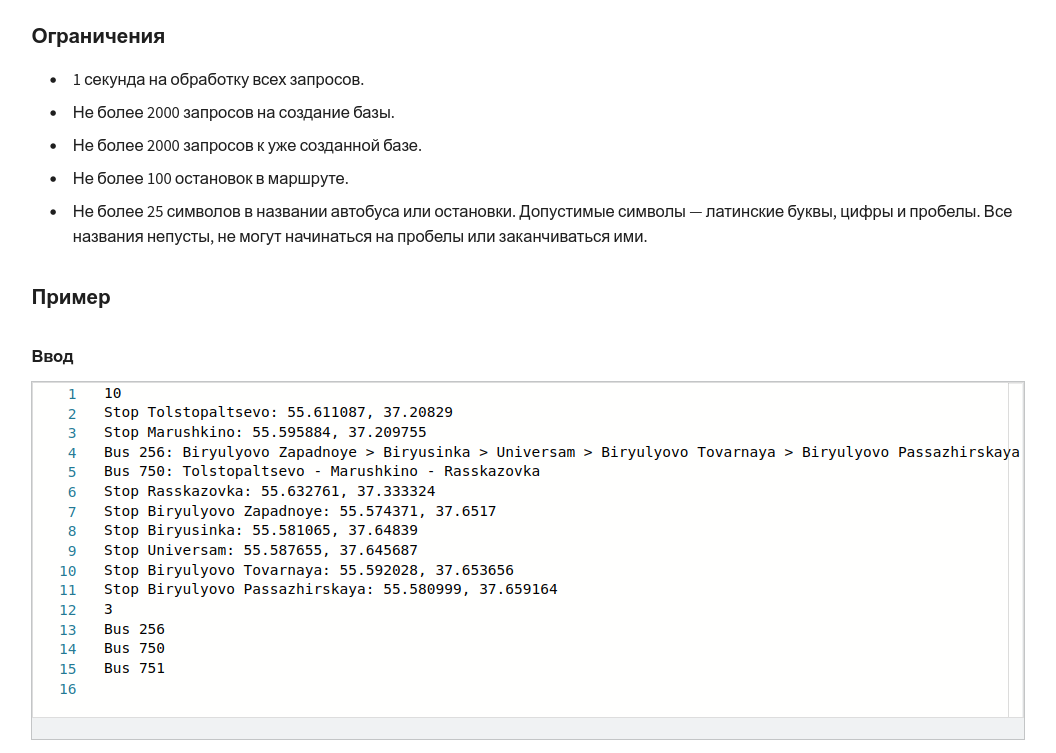 Ограничения
• 1 секунда на обработку всех запросов.
• Не более 2000 запросов на создание базы.
• Не более 2000 запросов к уже созданной базе.
• Не более 100 остановок в маршруте.
• Не более 25 символов в названии автобуса или остановки. Допустимые символы — латинские буквы, цифры и пробелы. Все
названия непусты, не могут начинаться на пробелы или заканчиваться ими.
Пример
Ввод
1 10
2 Stop Tolstopaltsevo: 55.611087, 37.20829
3 Stop Marushkino: 55.595884, 37.209755
4 Bus 256: Biryulyovo Zapadnoye > Biryusinka > Universam > Biryulyovo Tovarnaya > Biryulyovo Passazhirskaya
5 Bus 750: Tolstopaltsevo - Marushkino - Rasskazovka
6 Stop Rasskazovka: 55.632761, 37.333324
7 Stop Biryulyovo Zapadnoye: 55.574371, 37.6517
8 Stop Biryusinka: 55.581065, 37.64839
9 Stop Universam: 55.587655, 37.645687
10 Stop Biryulyovo Tovarnaya: 55.592028, 37.653656
11 Stop Biryulyovo Passazhirskaya: 55.580999, 37.659164
12 3
13 Bus 256
14 Bus 750
15 Bus 751
16